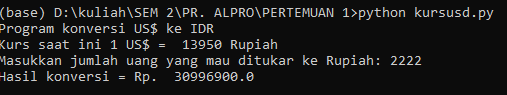 (base) D:\kuliah\SEM 2\PR. ALPRO\PERTEMUAN 1>python kursusd.py
Program konversi US$ ke IDR
Kurs saat ini 1 US$ =  13950 Rupiah
Masukkan jumlah uang yang mau ditukar ke Rupiah: 2222
Hasil konversi = Rp.  30996900.0